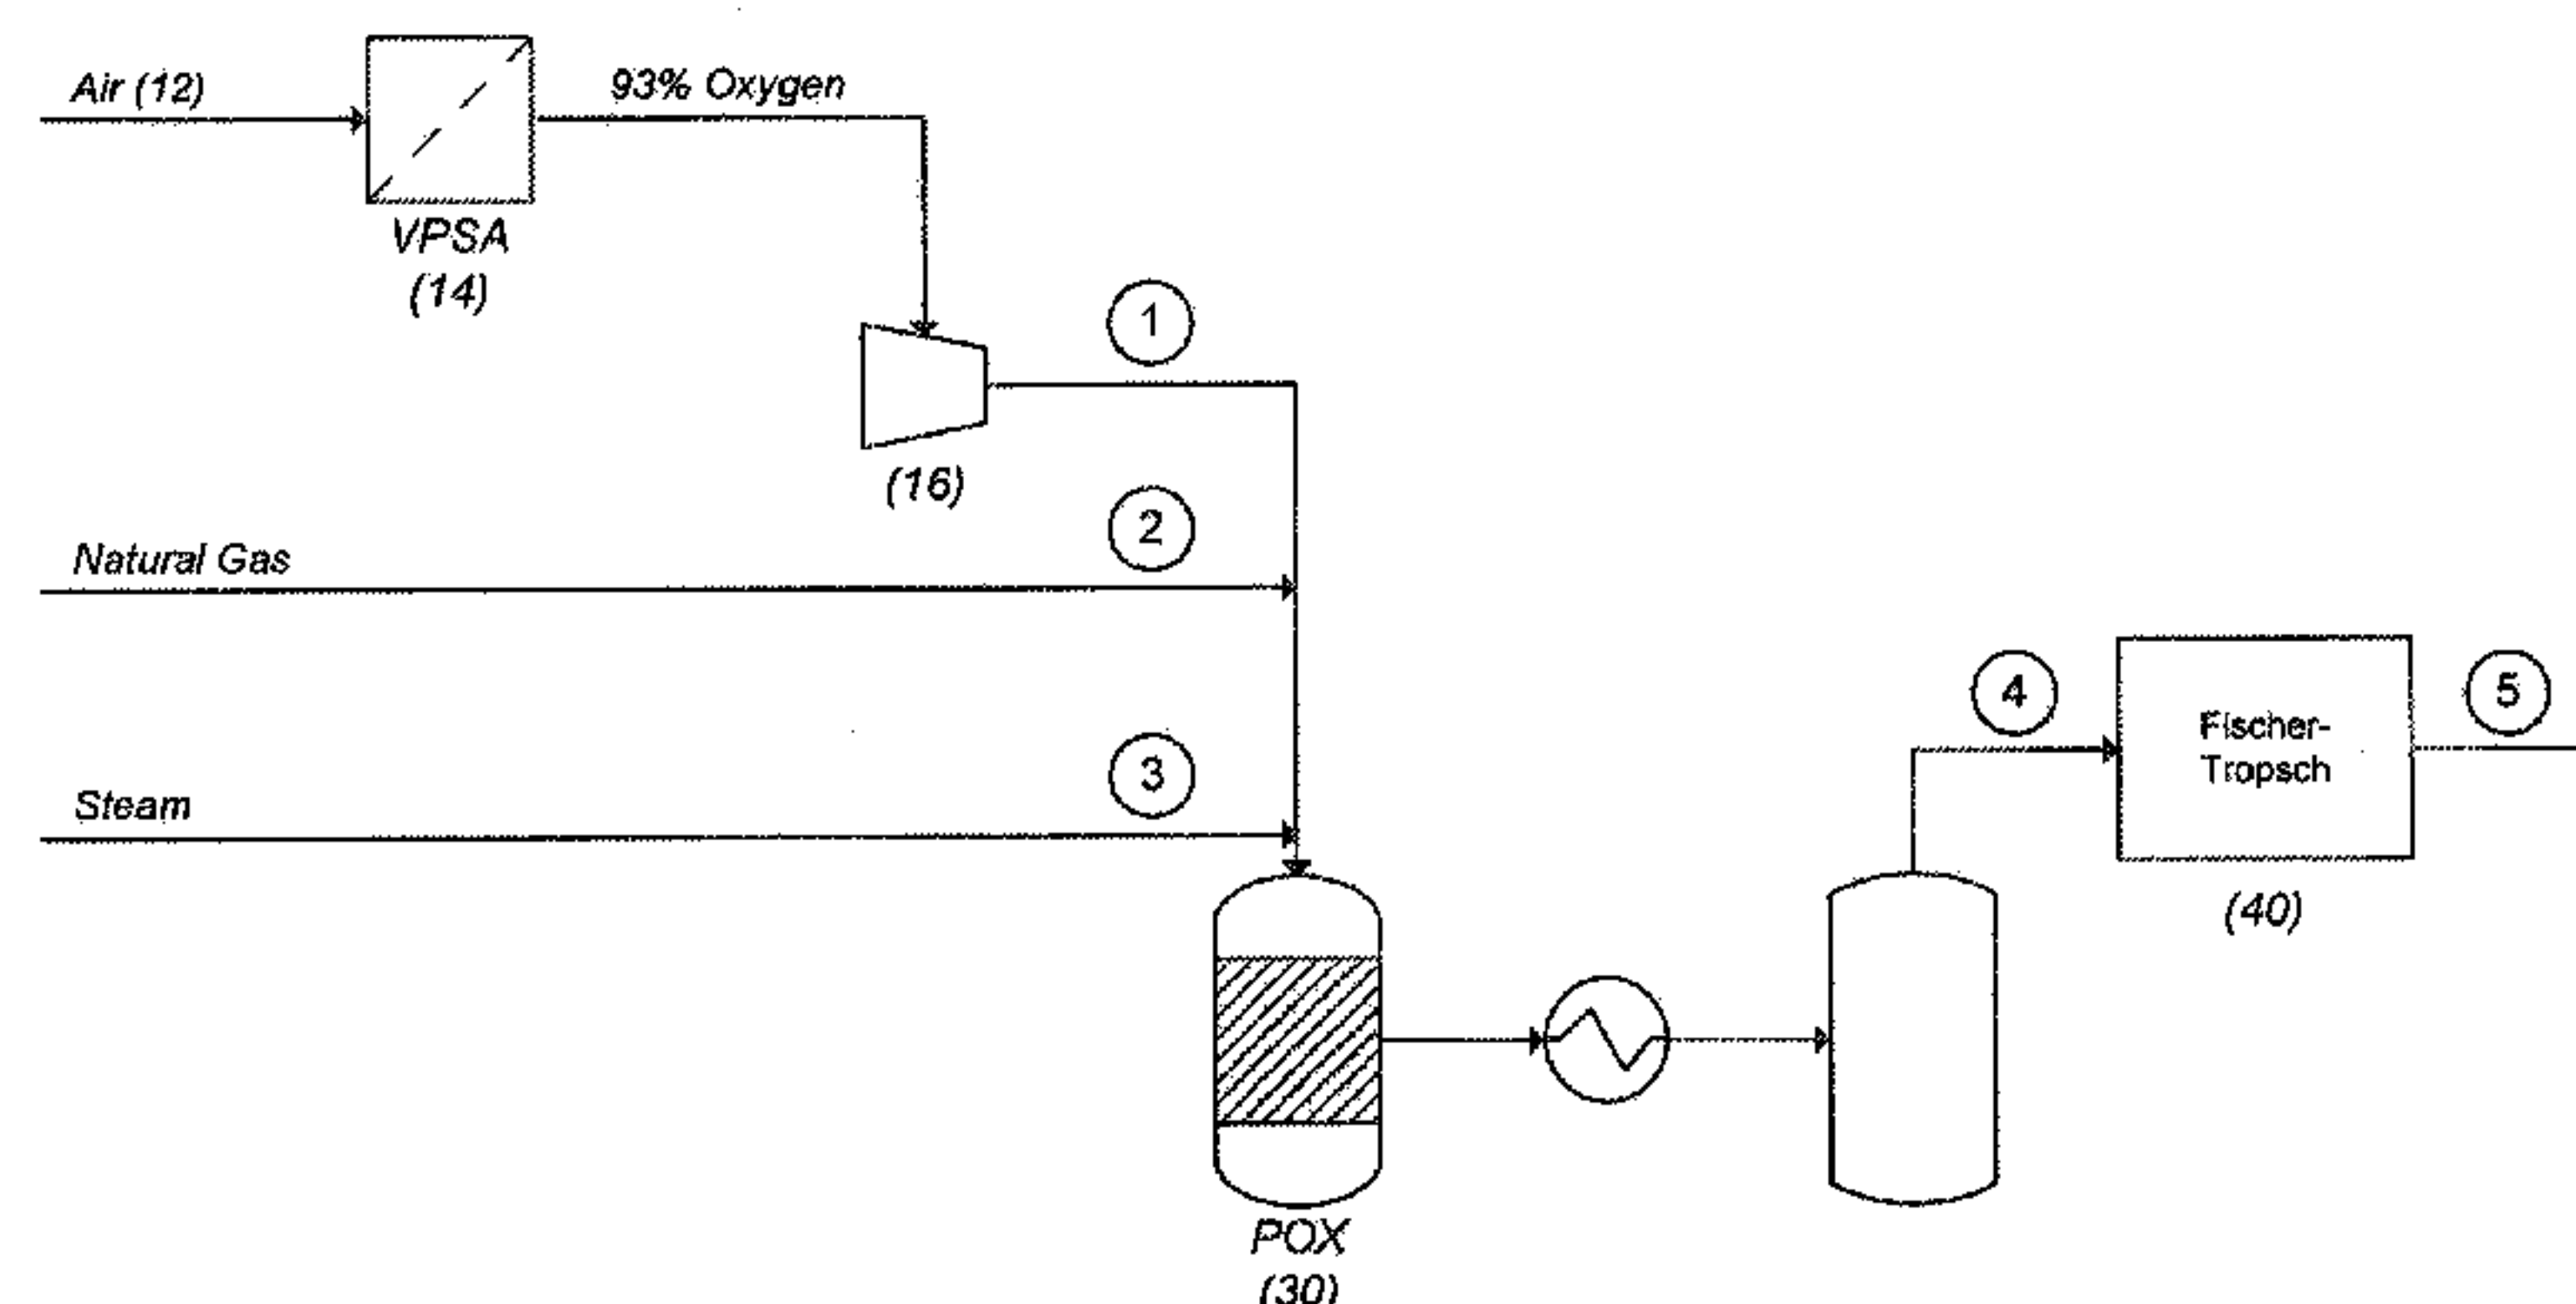 Air (12)
93% Oxygen
VPSA
(14)
1
(16)
2
Natural Gas
3
Steam
4
Fischer-
Tropsch
5
(40)
POX
(30)